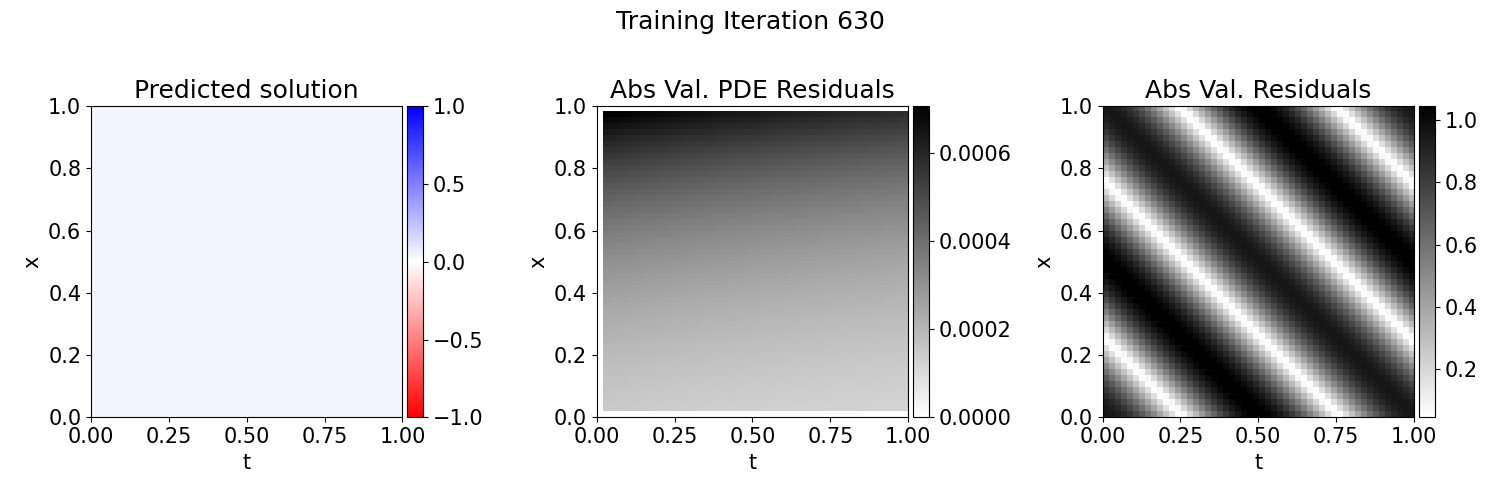 Training Iteration 630
Predicted solution
1.0
0.8
0.6
0.4
0.2
0.0
x
0.00 0.25 0.50 0.75 1.00
t
1.0
0.5
0.0
−0.5
−1.0
Abs Val. PDE Residuals
1.0
0.8
0.6
0.4
0.2
0.0
x
0.00 0.25 0.50 0.75 1.00
t
0.0006
0.0004
0.0002
0.0000
Abs Val. Residuals
1.0
0.8
0.6
0.4
0.2
0.0
x
0.00 0.25 0.50 0.75 1.00
t
1.0
0.8
0.6
0.4
0.2